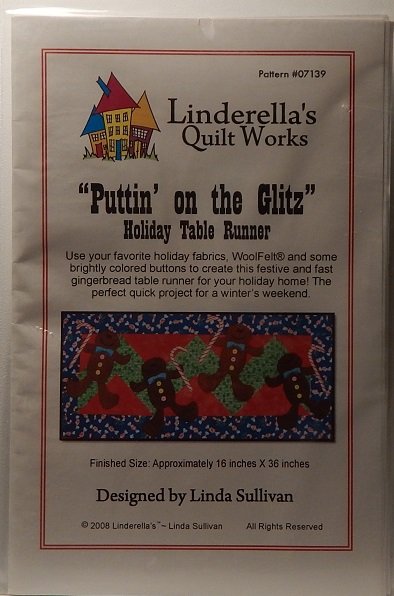 Pattern #07139
Linderella's
Quilt Works
"Puttin' on the Glitz"
Holiday Table Runner
Use your favorite holiday fabrics, WoolFelt® and some
brightly colored buttons to create this festive and fast
gingerbread table runner for your holiday home! The
perfect quick project for a winter's weekend.
Finished Size: Approximately 16 inches X 36 inches
Designed by Linda Sullivan
© 2008 Linderella's™~ Linda Sullivan All Rights Reserved